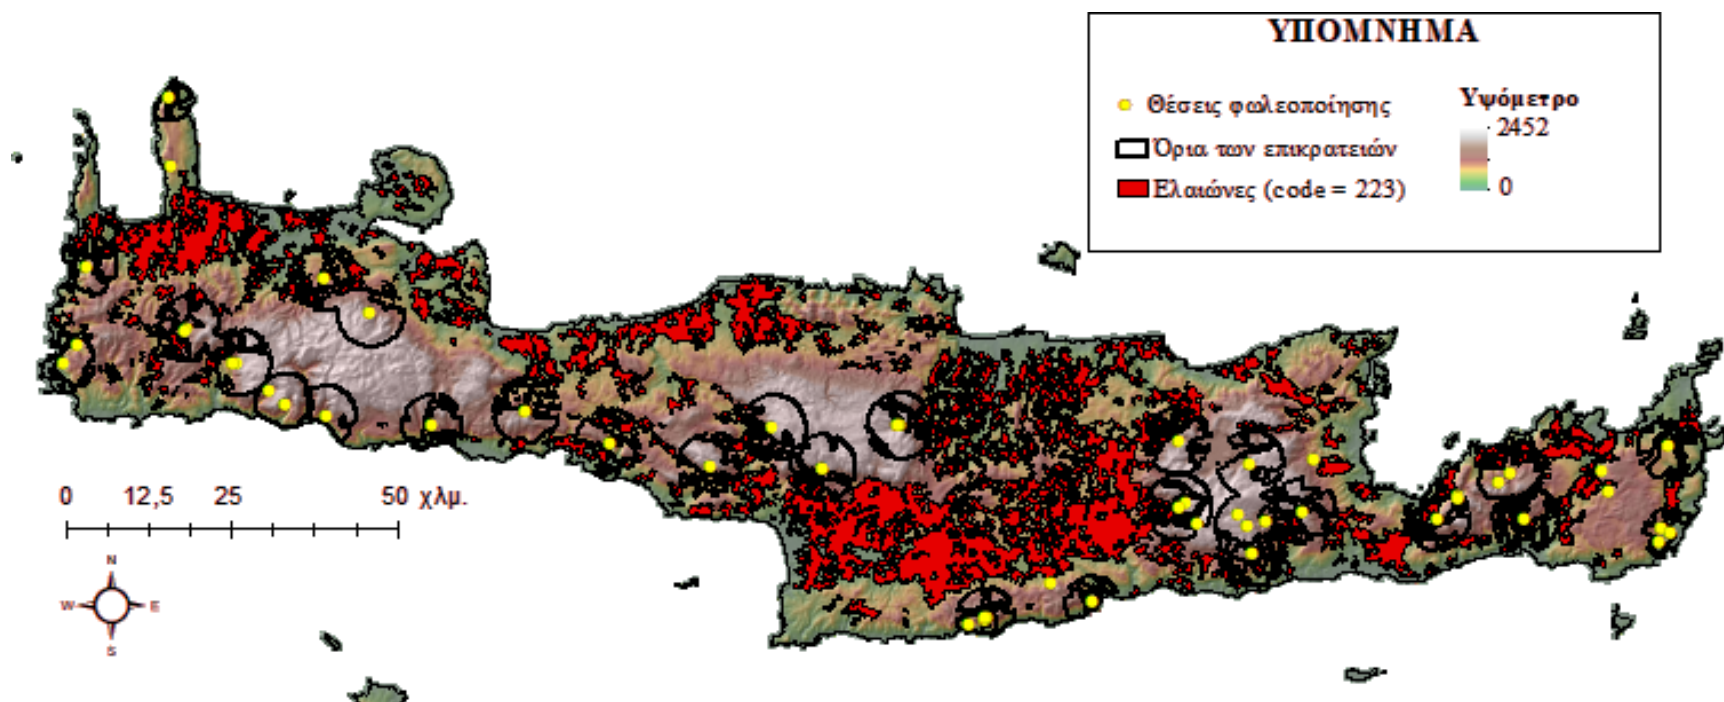 ΥΠΟΜΝΗΜΑ
Θέσεις φωλεοποίησης
Όρια των επικρατειών
Ελαιώνες (code = 223)
Υψόμετρο
2452
0
0 12,5 25 50 χλμ.
N
W E
S